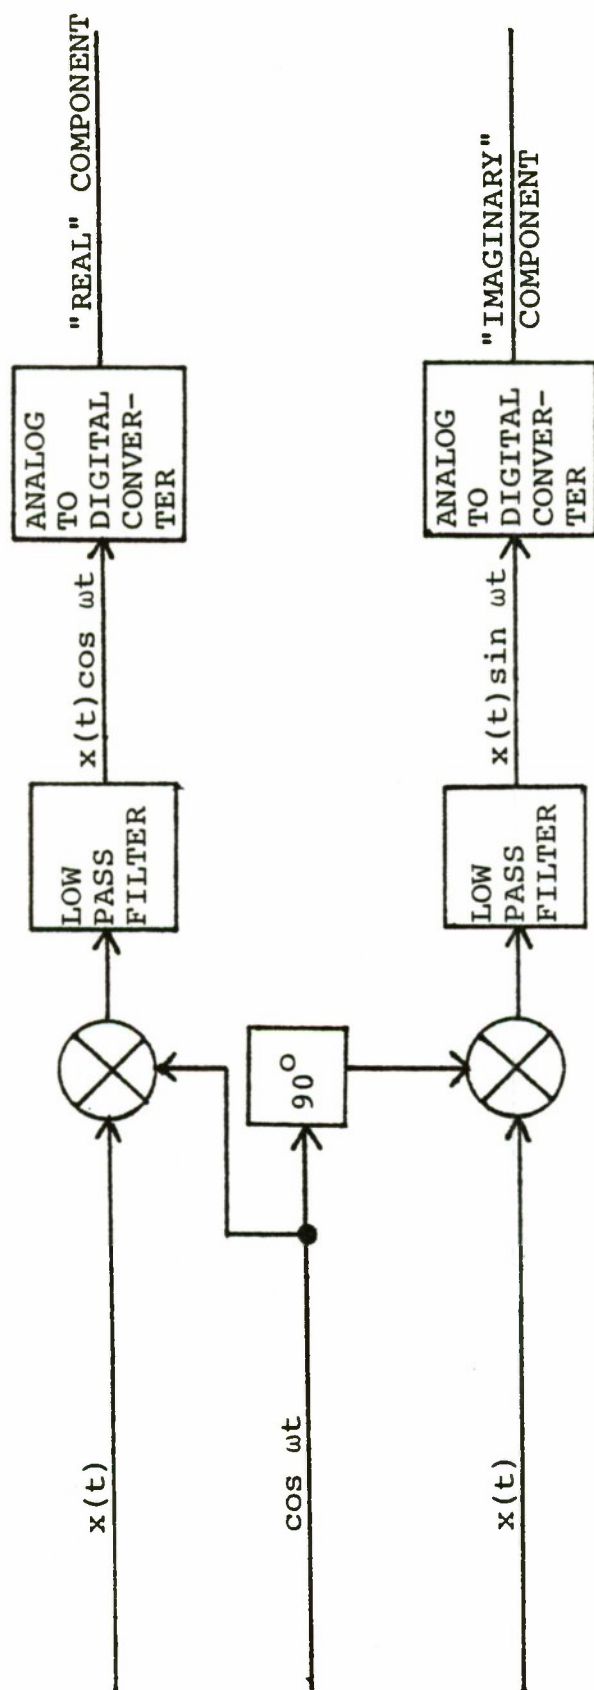 x(t)
LOW
PASS
FILTER
x(t)cos ωt
ANALOG
TO
DIGITAL
CONVER-
TER
"REAL" COMPONENT
cos ωt
90°
x(t)
LOW
PASS
FILTER
x(t)sin ωt
ANALOG
TO
DIGITAL
CONVER-
TER
"IMAGINARY"
COMPONENT